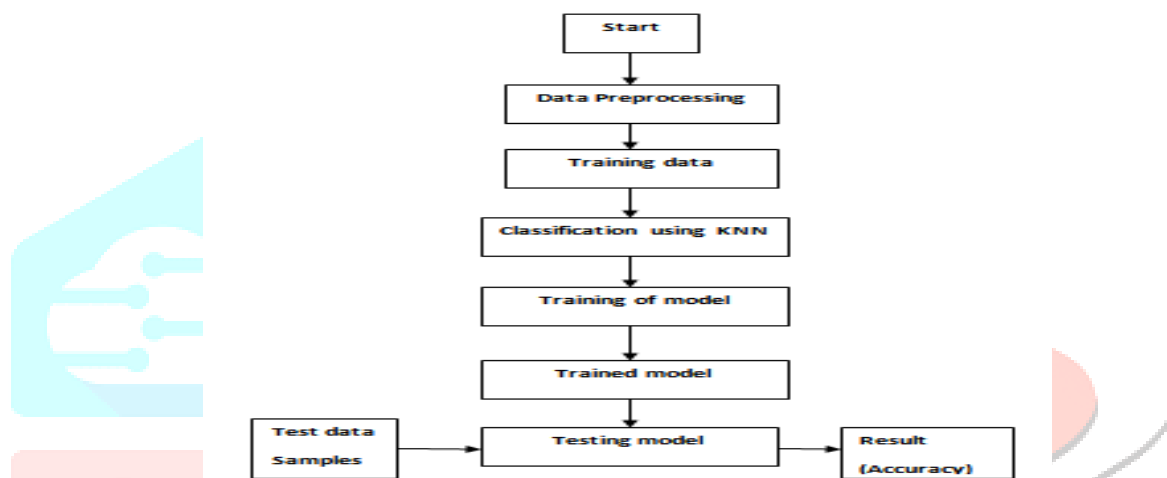 Start
Data Preprocessing
Training data
Classification using KNN
Training of model
Trained model
Test data
Samples
Testing model
Result
(Accuracy)